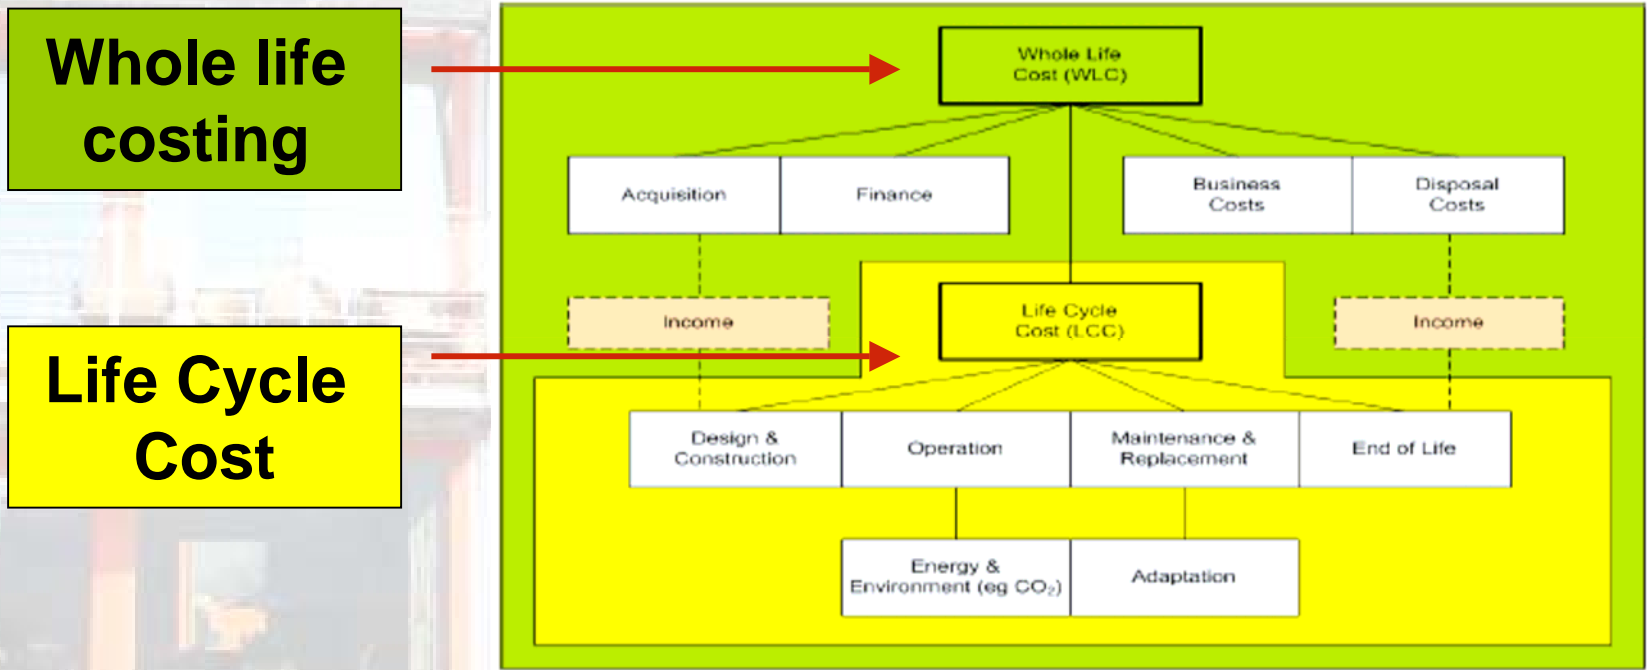 Whole life
costing
Life Cycle
Cost
Whole Life
Cost (WLC)
Acquisition
Finance
Business
Costs
Disposal
Costs
Income
Life Cycle
Cost (LCC)
Income
Design &
Construction
Operation
Maintenance &
Replacement
End of Life
Energy &
Environment (eg CO₂)
Adaptation